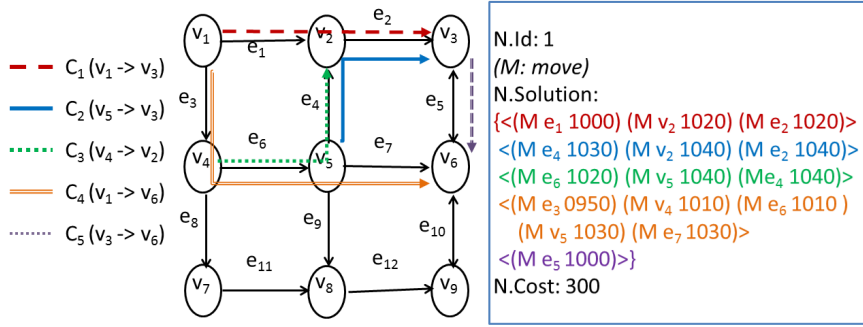 C₁ (v₁ -> v₃)
C₂ (v₅ -> v₃)
C₃ (v₄ -> v₂)
C₄ (v₁ -> v₆)
C₅ (v₃ -> v₆)
e₂
v₁ v₂ v₃
e₁
e₃ e₄ e₅
e₆ e₇
v₄ v₅ v₆
e₈ e₉ e₁₀
e₁₁ e₁₂
v₇ v₈ v₉
N.Id: 1
(M: move)
N.Solution:
{<(M e₁ 1000) (M v₂ 1020) (M e₂ 1020)>
<(M e₄ 1030) (M v₂ 1040) (M e₂ 1040)>
<(M e₆ 1020) (M v₅ 1040) (Me₄ 1040)>
<(M e₃ 0950) (M v₄ 1010) (M e₆ 1010 )
(M v₅ 1030) (M e₇ 1030)>
<(M e₅ 1000)>}
N.Cost: 300